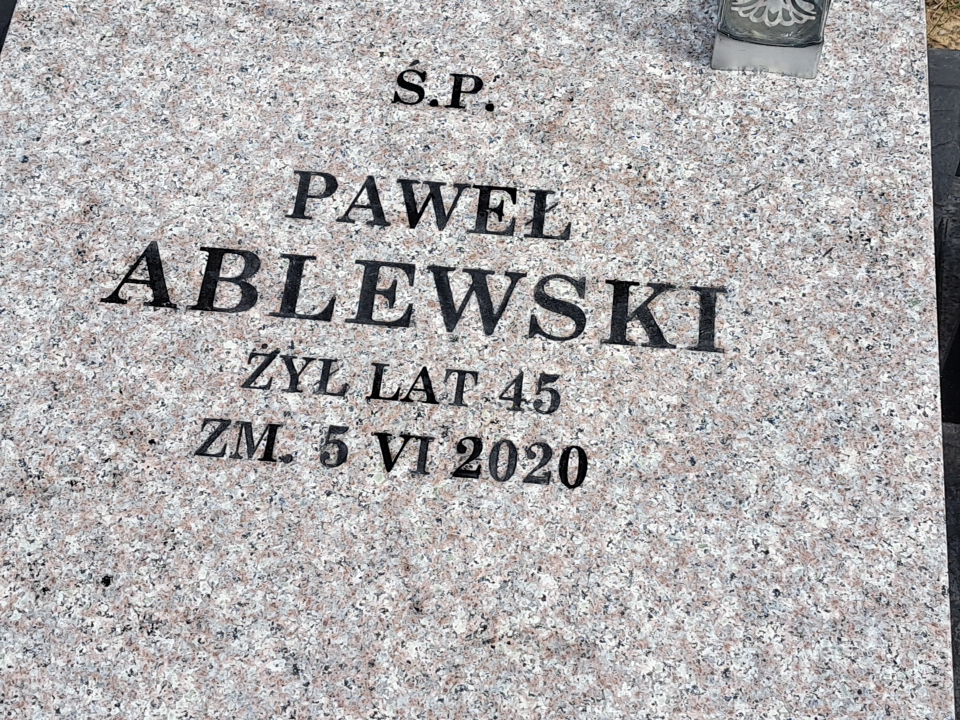 Ś.P.
PAWEŁ
ABLEWSKI
ŻYŁ LAT 45
ZM. 5 VI 2020